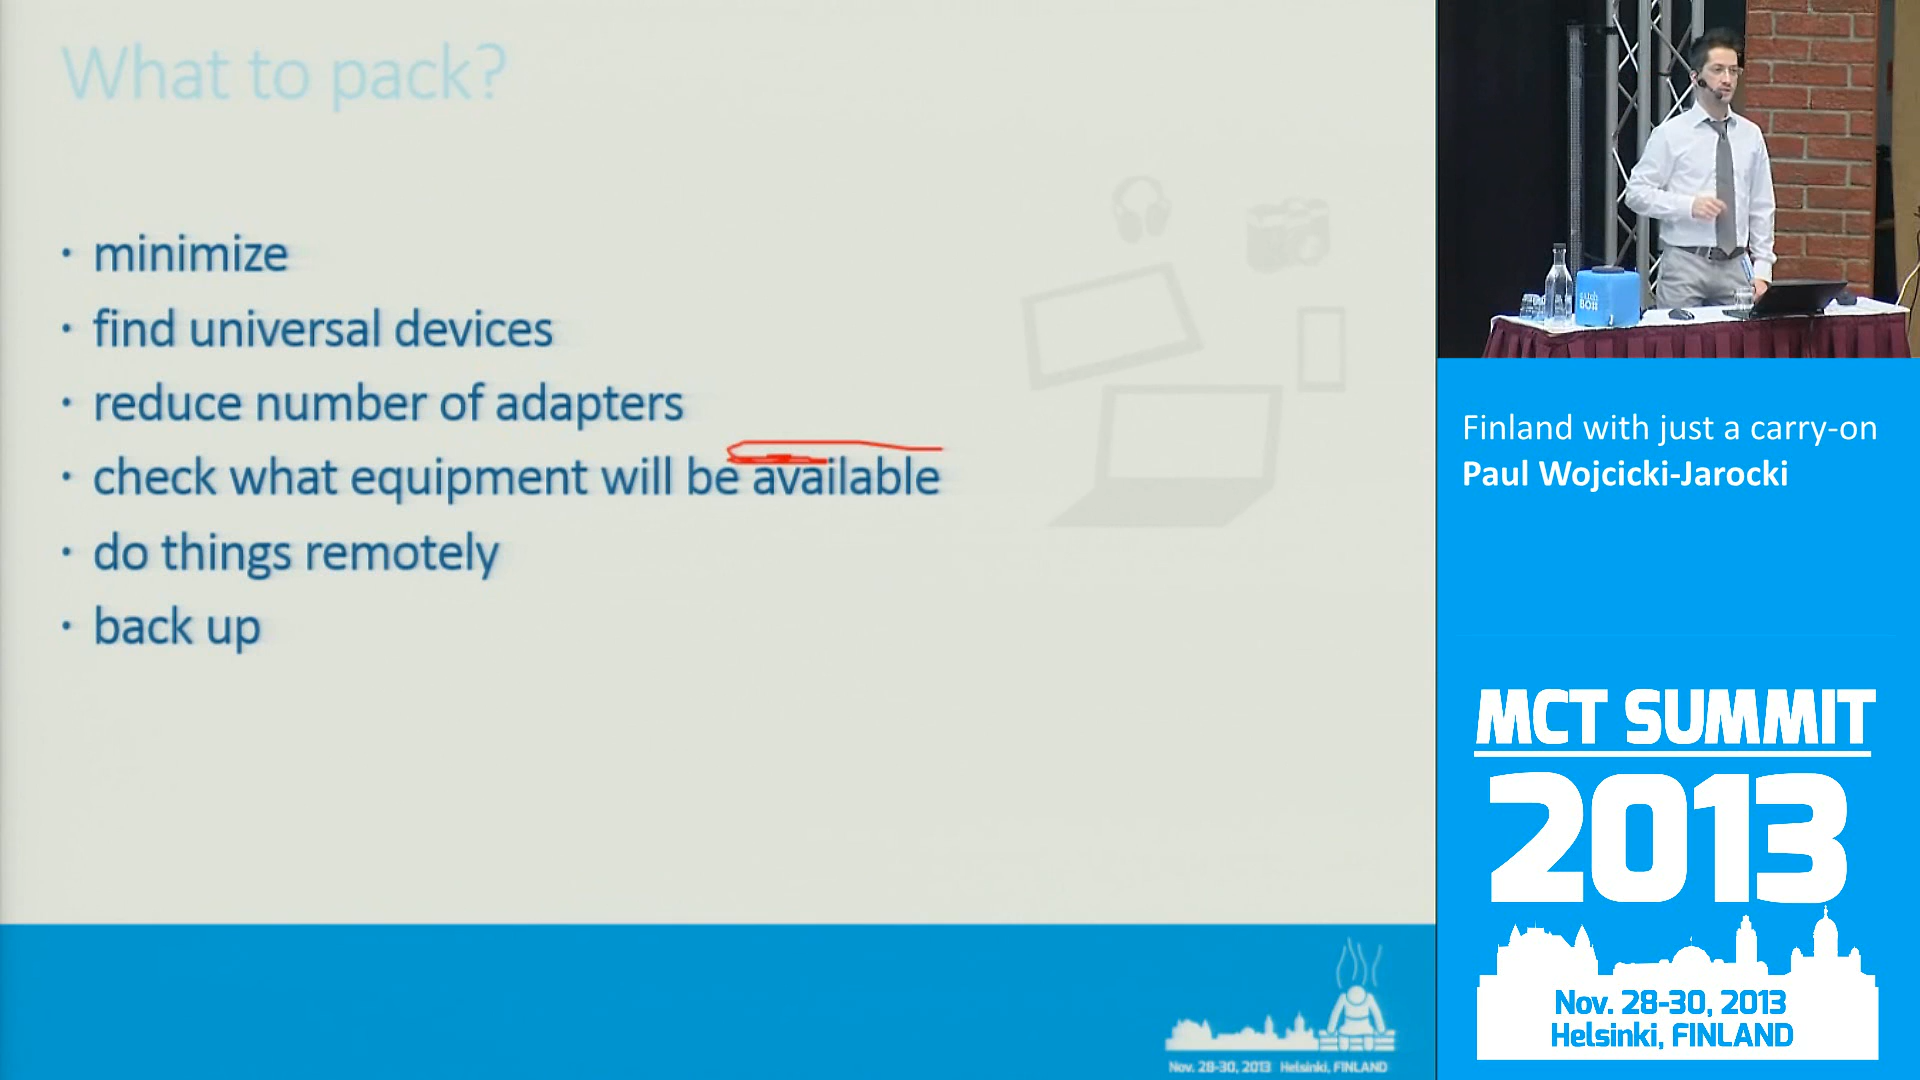 What to pack?
• minimize
• find universal devices
• reduce number of adapters
• check what equipment will be available
• do things remotely
• back up
Nov. 28-30, 2013 Helsinki, FINLAND
Finland with just a carry-on
Paul Wojcicki-Jarocki
MCT SUMMIT
2013
Nov. 28-30, 2013
Helsinki, FINLAND